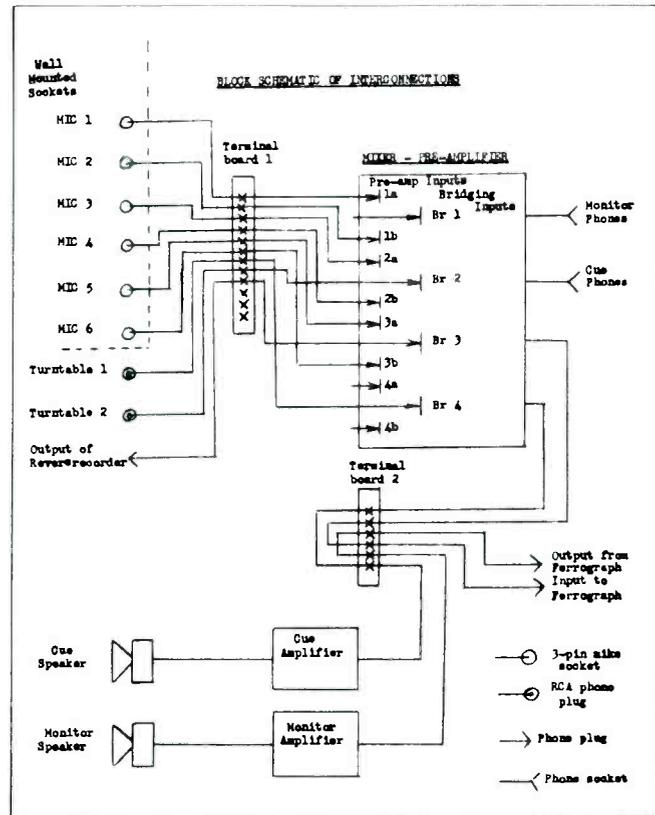 BLOCK SCHEMATIC OF INTERCONNECTIONS
Wall
Mounted
Sockets
MIC 1
MIC 2
MIC 3
MIC 4
MIC 5
MIC 6
Turntable 1
Turntable 2
Output of
Reverecorder
Terminal
board 1
MIXER - PRE-AMPLIFIER
Pre-amp Inputs
Bridging
Inputs
1a
Br 1
1b
2a
Br 2
2b
3a
Br 3
3b
4a
Br 4
4b
Monitor
Phones
Cue
Phones
Terminal
board 2
Output from
Ferrograph
Input to
Ferrograph
Cue
Speaker
Cue
Amplifier
Monitor
Speaker
Monitor
Amplifier
3-pin mike
socket
RCA phone
plug
Phone plug
Phone socket